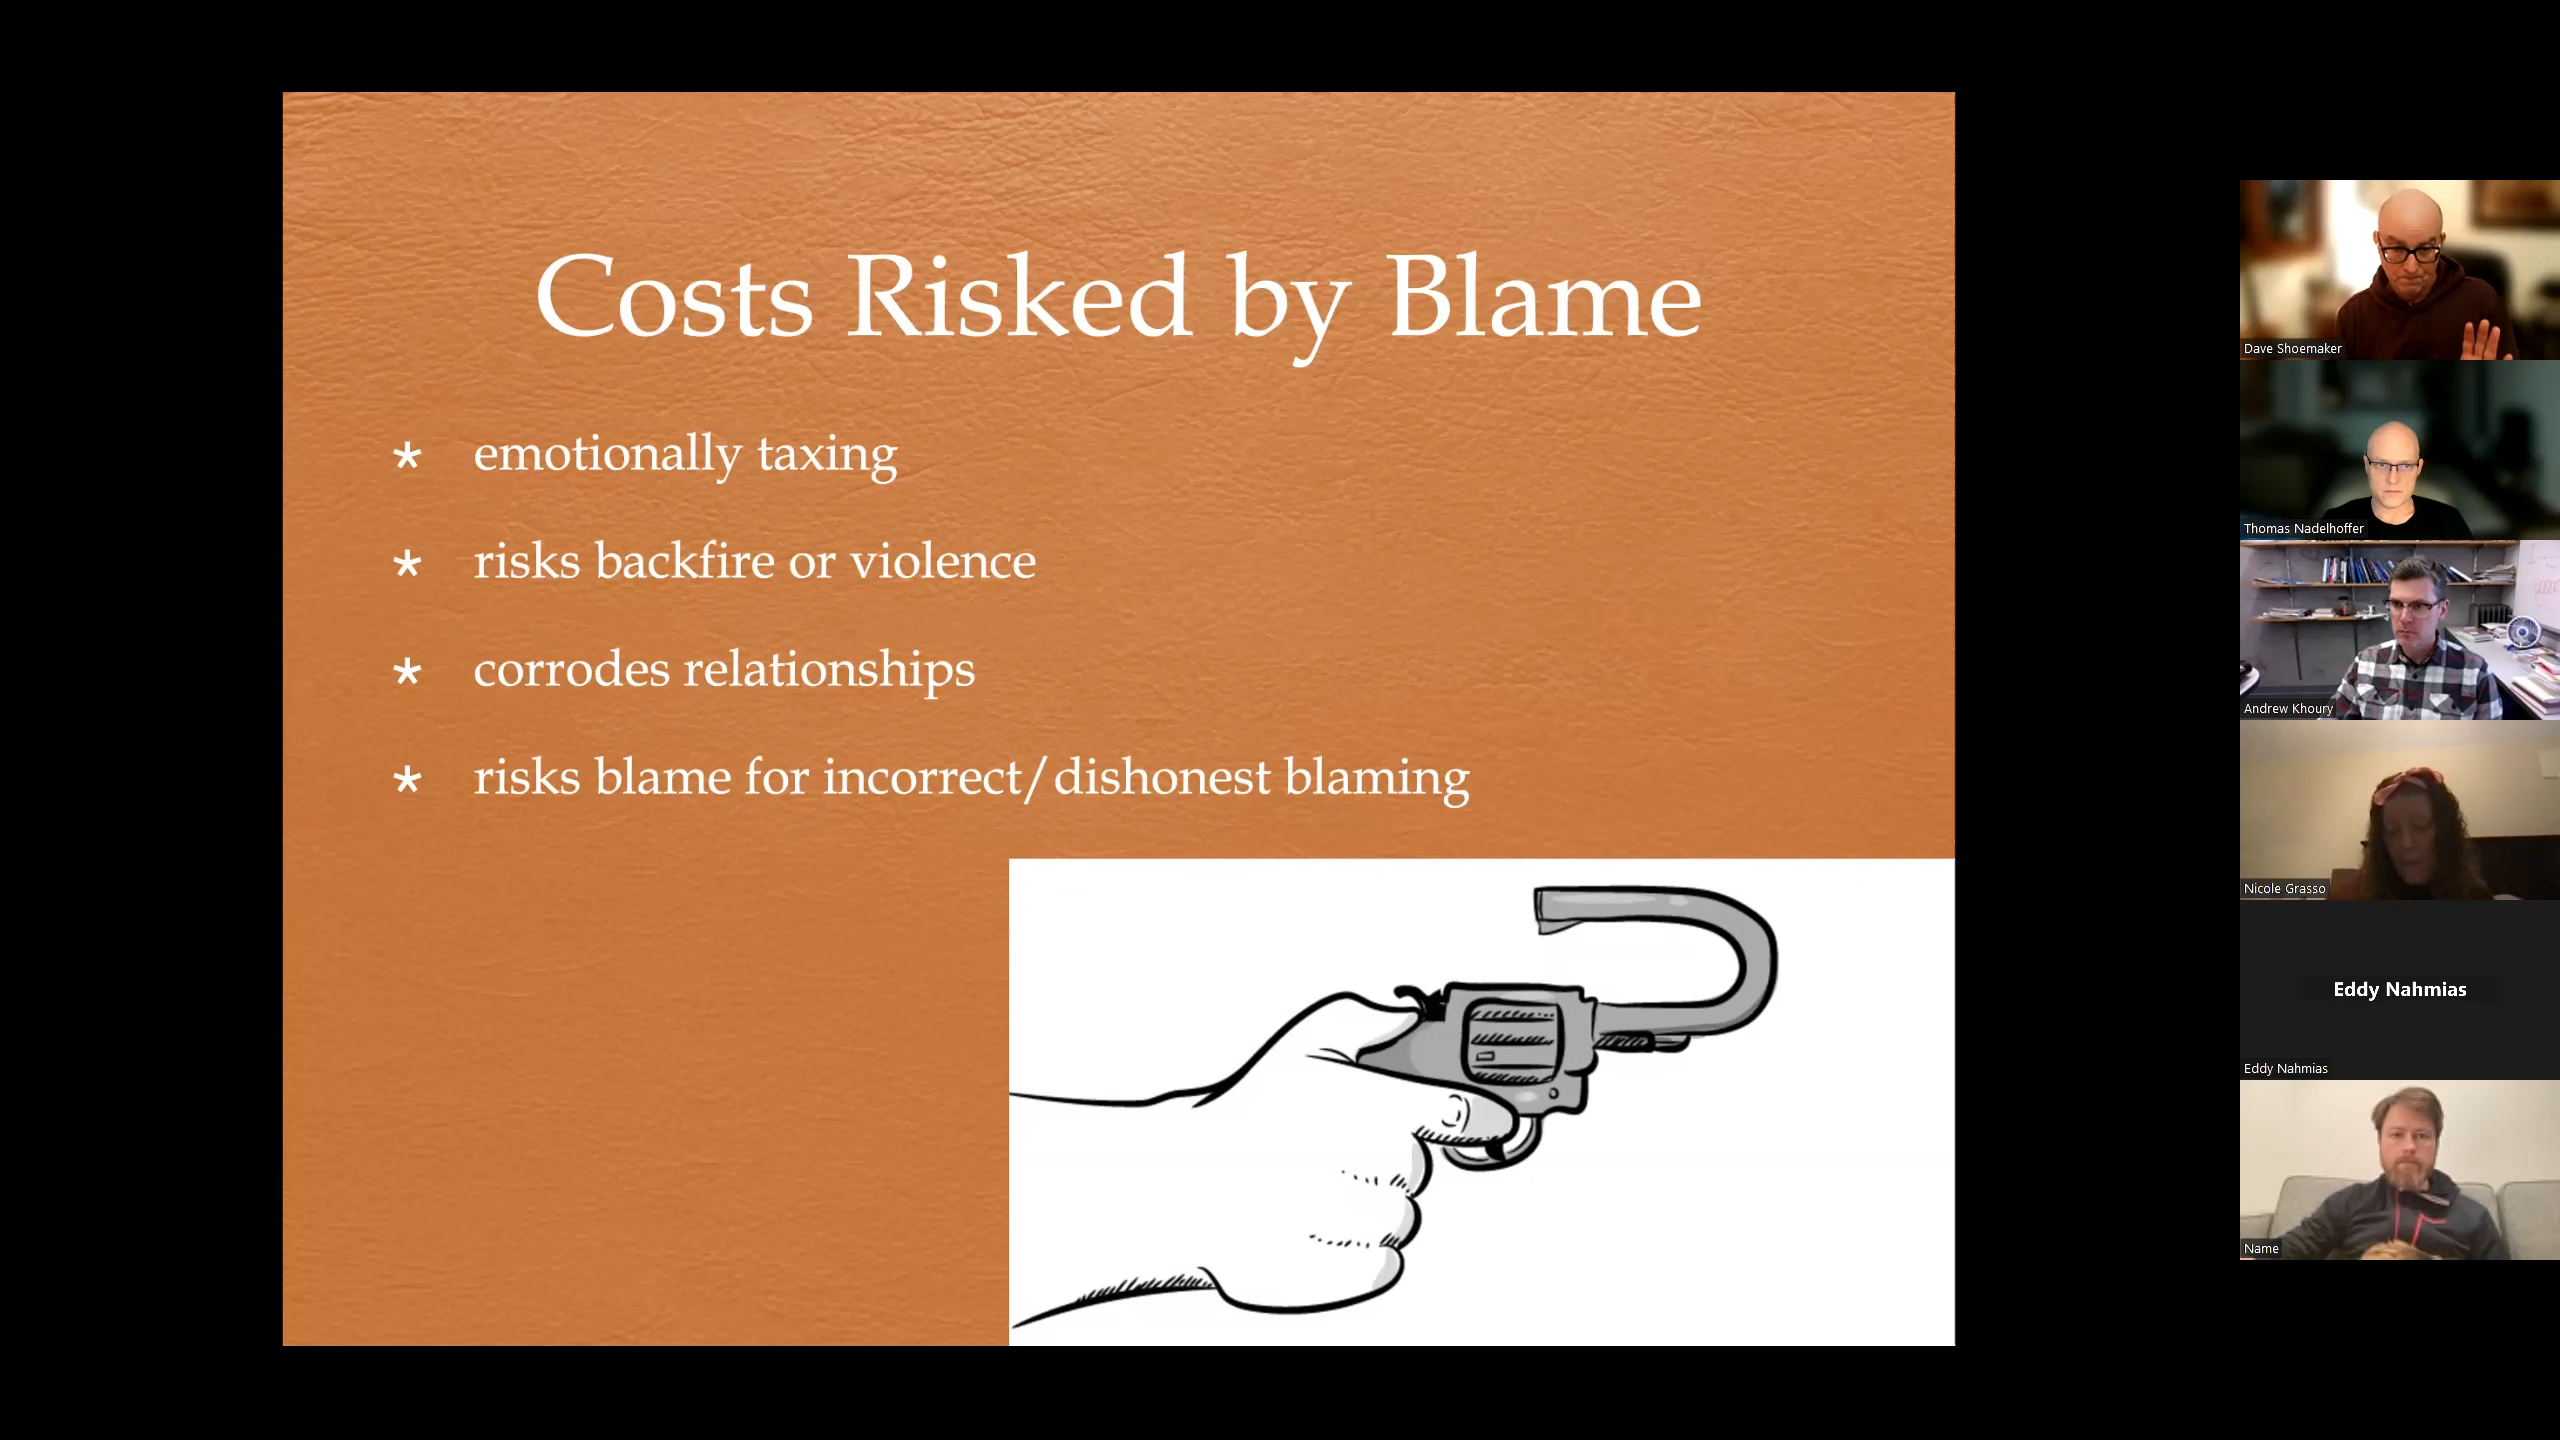 Costs Risked by Blame
* emotionally taxing
* risks backfire or violence
* corrodes relationships
* risks blame for incorrect/dishonest blaming
Dave Shoemaker
Thomas Nadelhoffer
Andrew Khoury
Nicole Grasso
Eddy Nahmias
Eddy Nahmias
Name